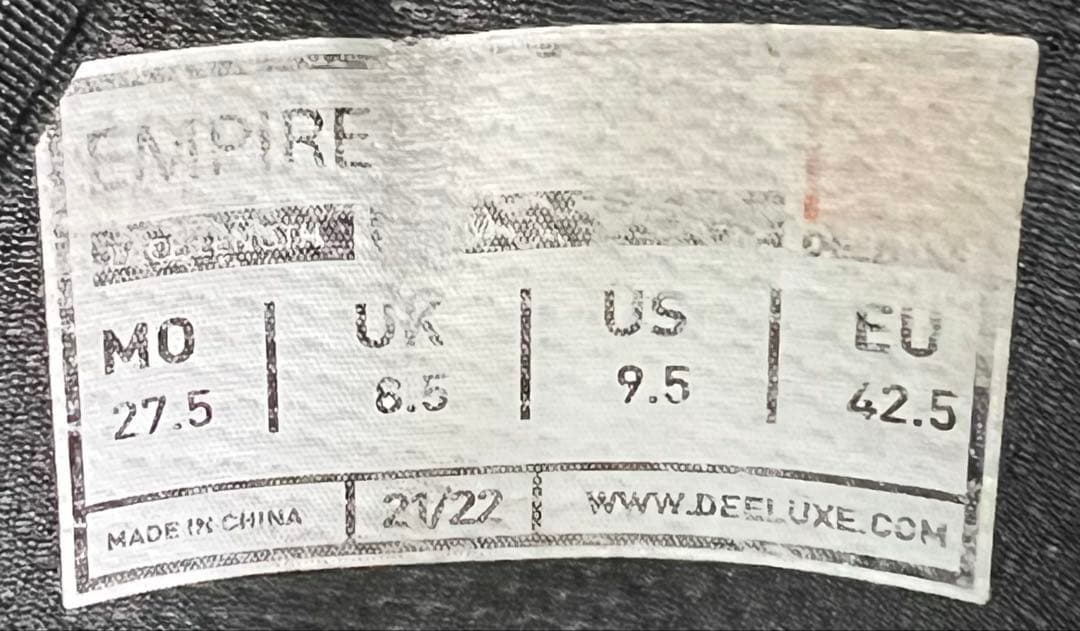 EMPIRE
MO | UK | US | EU
27.5 | 8.5 | 9.5 | 42.5
MADE IN CHINA | 21/22 | WWW.DEELUXE.COM